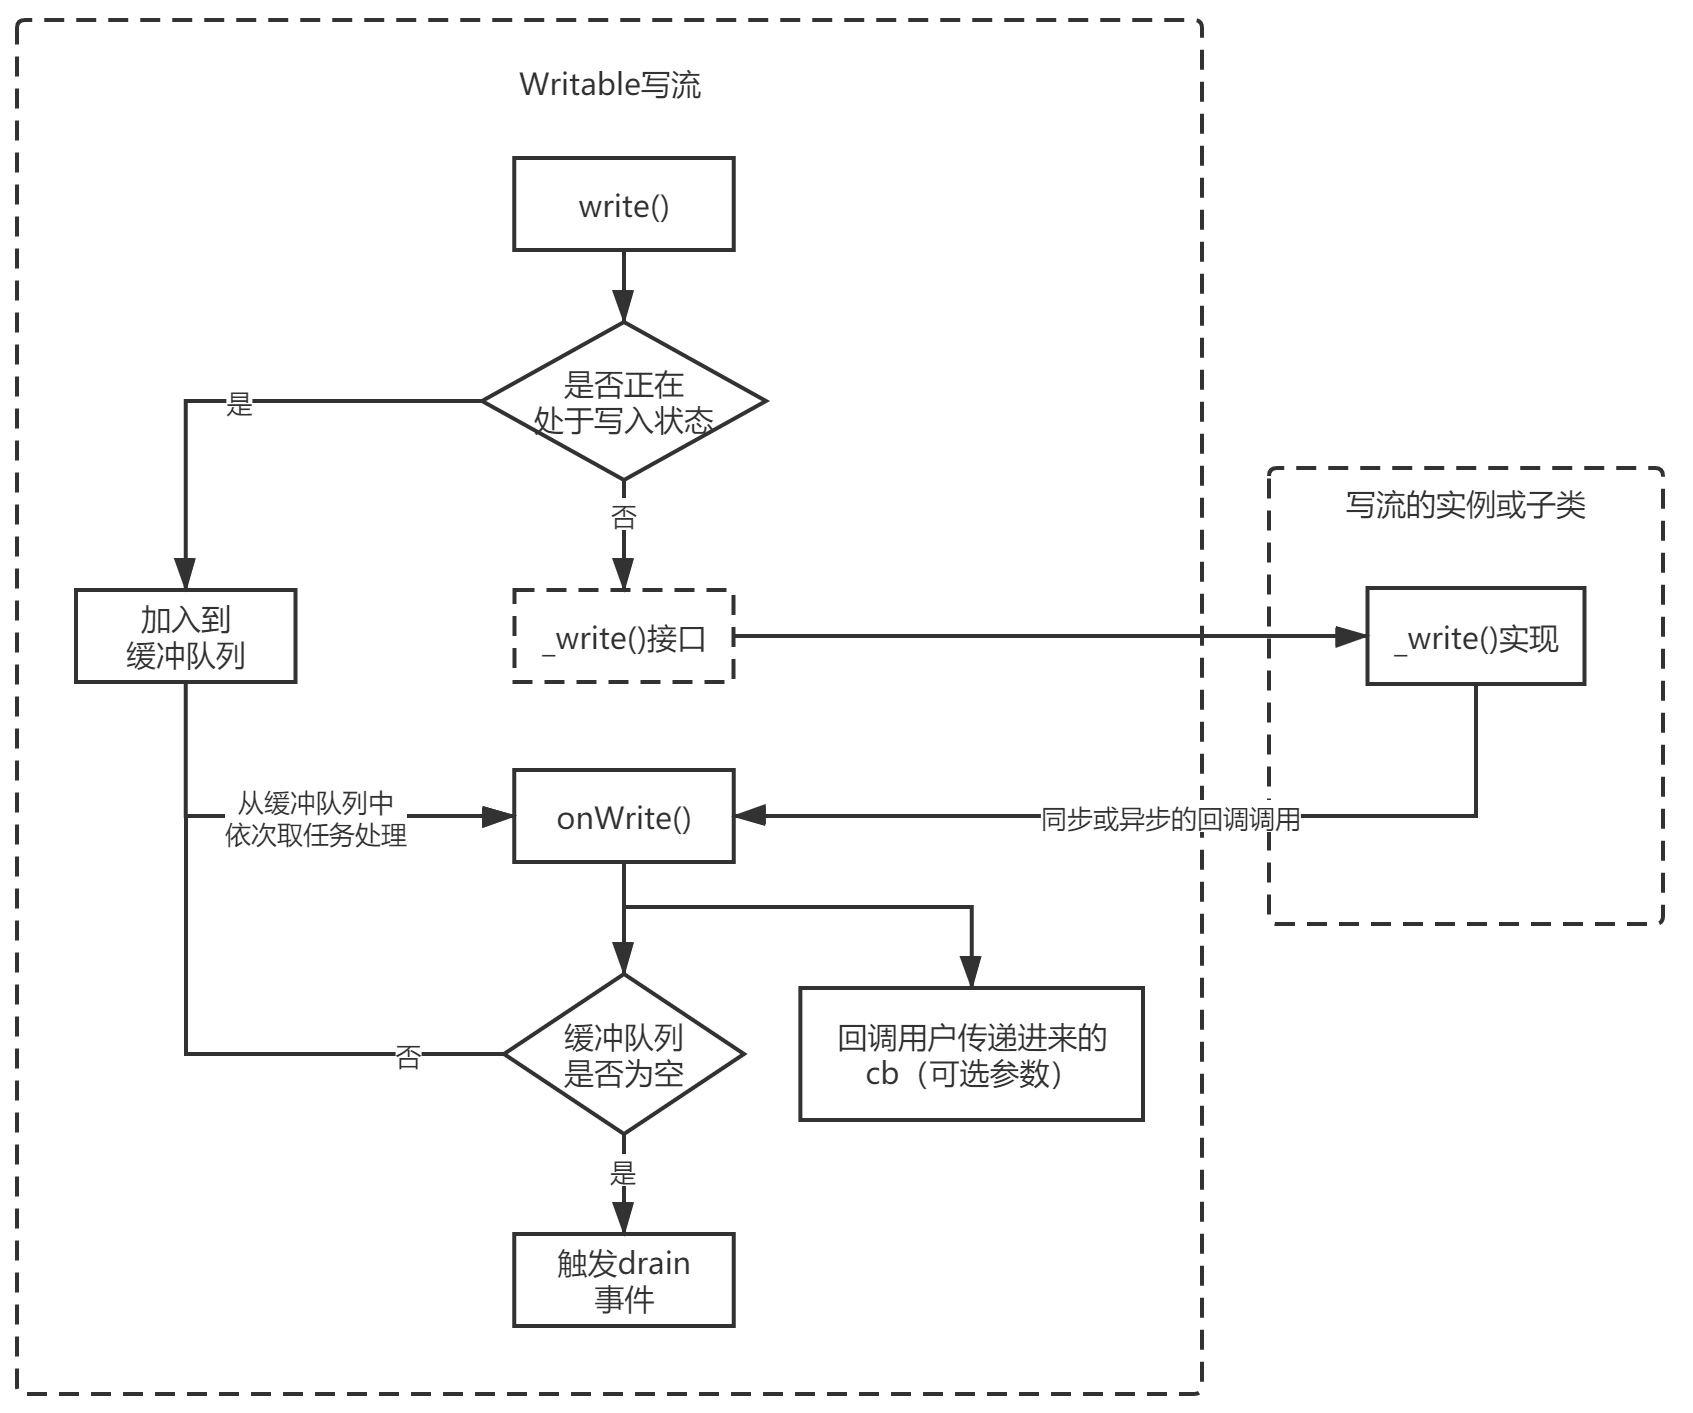 Writable写流
write()
是否正在
处于写入状态
是
否
写流的实例或子类
加入到
缓冲队列
_write()接口
_write()实现
从缓冲队列中
依次取任务处理
onWrite()
同步或异步的回调调用
缓冲队列
是否为空
否
回调用户传递进来的
cb（可选参数）
是
触发drain
事件